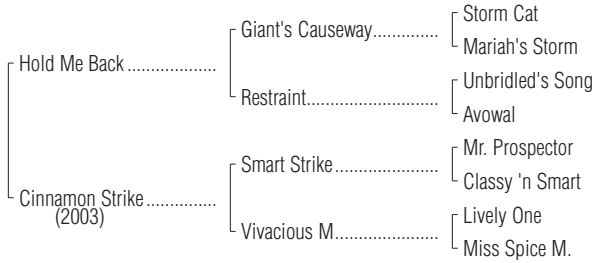 Storm Cat
Giant's Causeway..............
Mariah's Storm
Hold Me Back ...................
Unbridled's Song
Restraint............................
Avowal
Mr. Prospector
Smart Strike ......................
Classy 'n Smart
Cinnamon Strike ...............
(2003)
Lively One
Vivacious M......................
Miss Spice M.